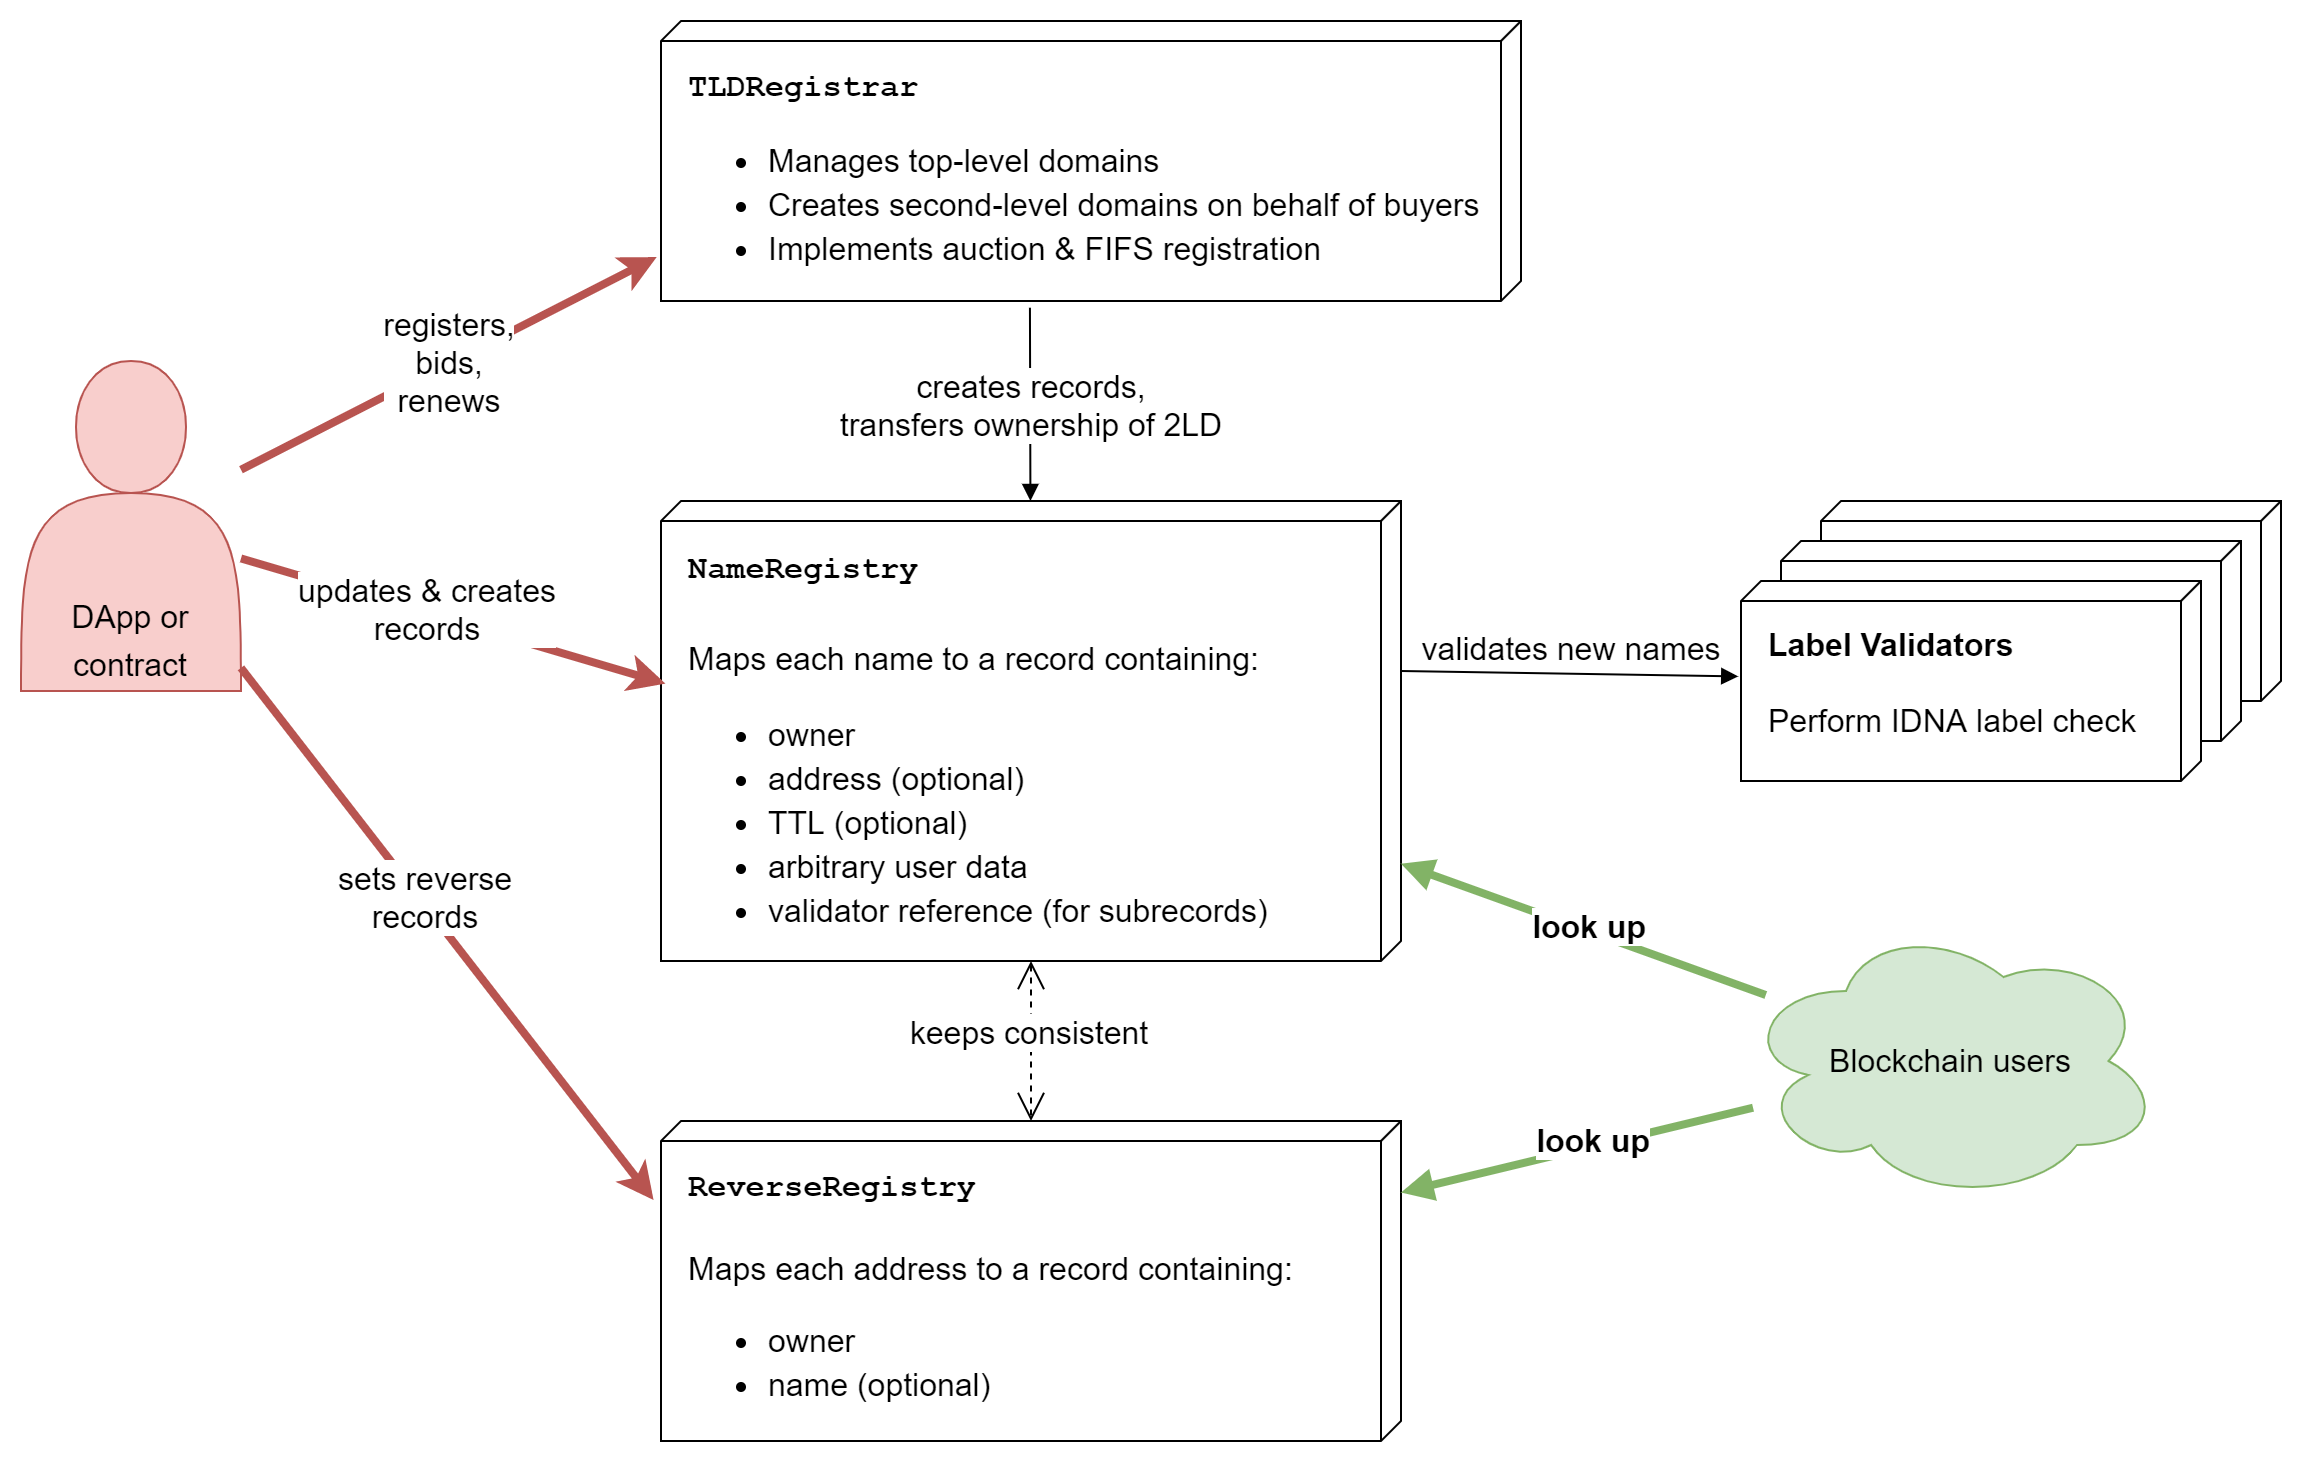 TLDRegistrar
• Manages top-level domains
• Creates second-level domains on behalf of buyers
• Implements auction & FIFS registration
registers,
bids,
renews
creates records,
transfers ownership of 2LD
DApp or
contract
updates & creates
records
NameRegistry
Maps each name to a record containing:
• owner
• address (optional)
• TTL (optional)
• arbitrary user data
• validator reference (for subrecords)
validates new names
Label Validators
Perform IDNA label check
sets reverse
records
look up
keeps consistent
Blockchain users
look up
ReverseRegistry
Maps each address to a record containing:
• owner
• name (optional)